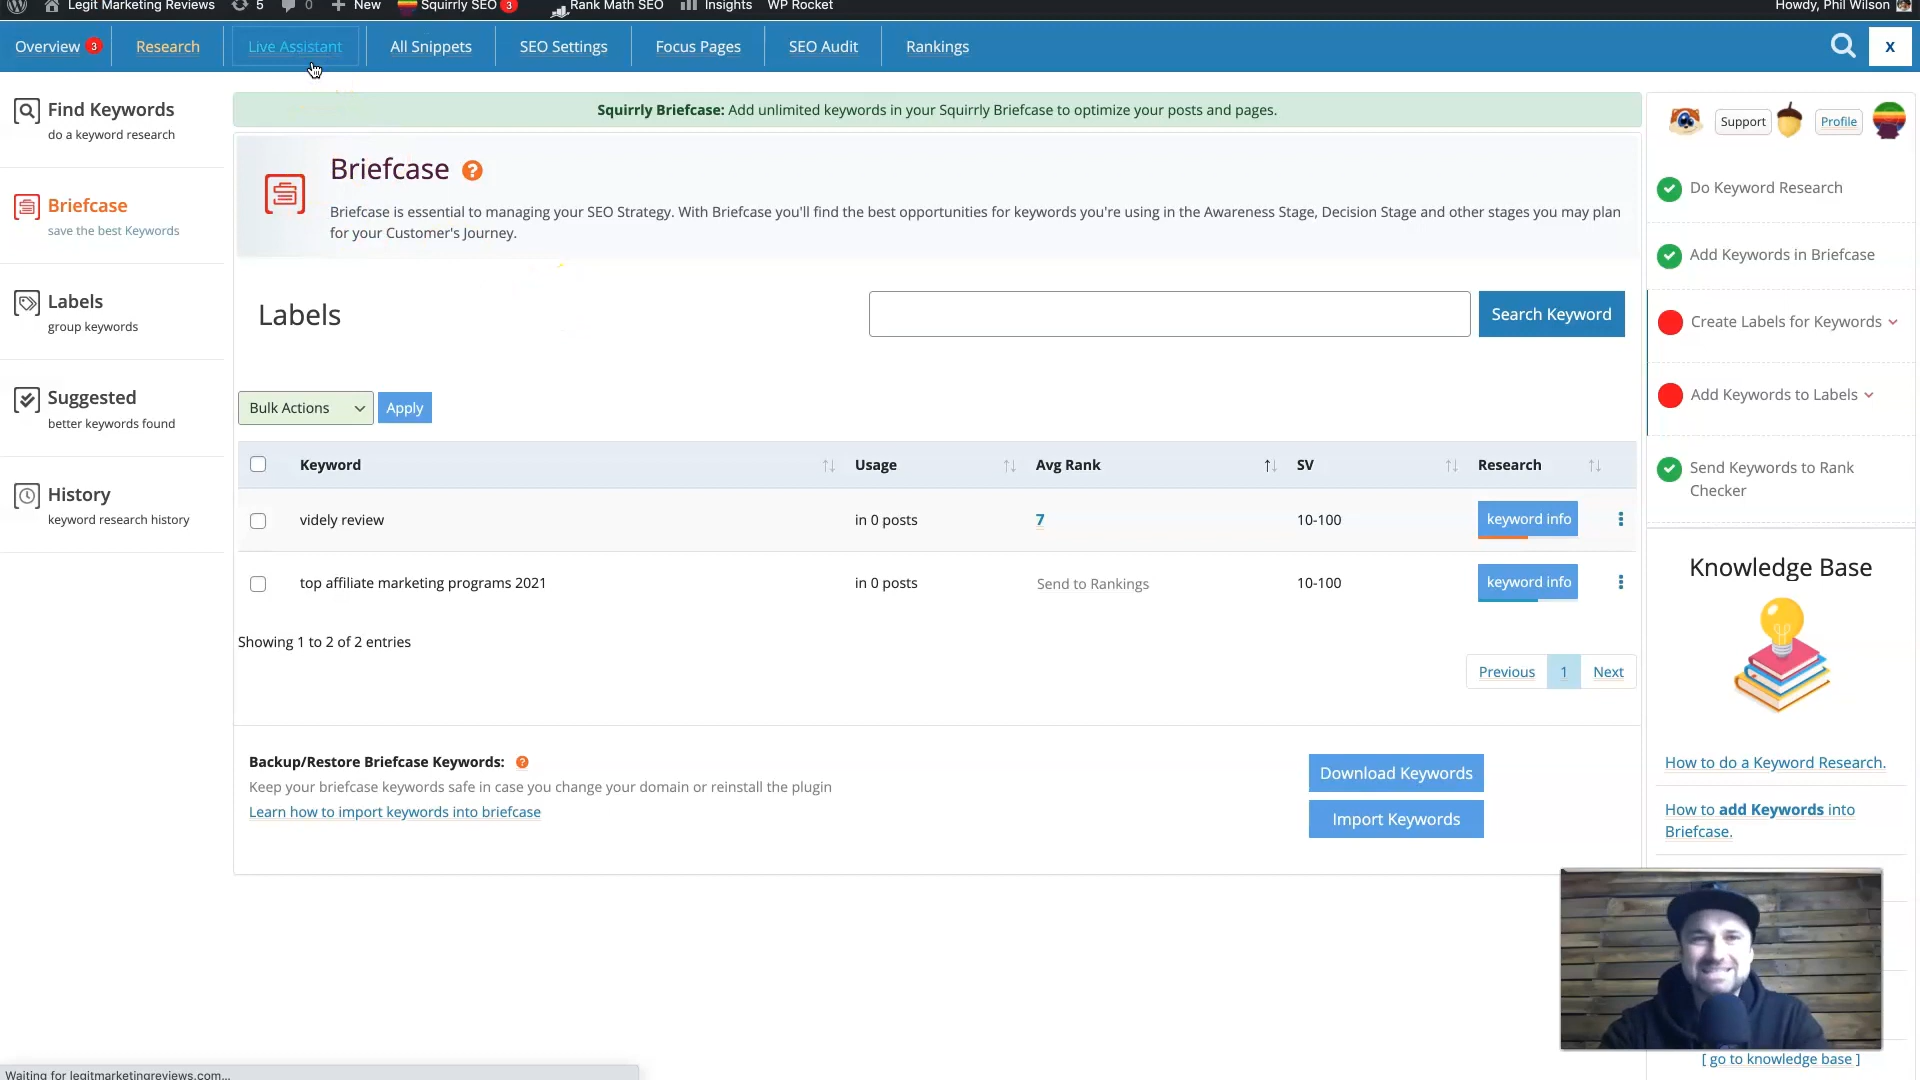 Legit Marketing Reviews 5 0 New Squirrly SEO 3 Rank Math SEO Insights WP Rocket Howdy, Phil Wilson
Overview 3 Research Live Assistant All Snippets SEO Settings Focus Pages SEO Audit Rankings X
Find Keywords
do a keyword research
Briefcase
save the best Keywords
Labels
group keywords
Suggested
better keywords found
History
keyword research history
Squirrly Briefcase: Add unlimited keywords in your Squirrly Briefcase to optimize your posts and pages.
Briefcase ?
Briefcase is essential to managing your SEO Strategy. With Briefcase you'll find the best opportunities for keywords you're using in the Awareness Stage, Decision Stage and other stages you may plan
for your Customer's Journey.
Labels
Search Keyword
Bulk Actions Apply
Keyword Usage Avg Rank SV Research
videly review in 0 posts 7 10-100 keyword info
top affiliate marketing programs 2021 in 0 posts Send to Rankings 10-100 keyword info
Showing 1 to 2 of 2 entries
Previous 1 Next
Backup/Restore Briefcase Keywords: ?
Keep your briefcase keywords safe in case you change your domain or reinstall the plugin
Learn how to import keywords into briefcase
Download Keywords
Import Keywords
Support Profile
Do Keyword Research
Add Keywords in Briefcase
Create Labels for Keywords
Add Keywords to Labels
Send Keywords to Rank
Checker
Knowledge Base
How to do a Keyword Research.
How to add Keywords into
Briefcase.
[ go to knowledge base ]
Waiting for legitmarketingreviews.com...